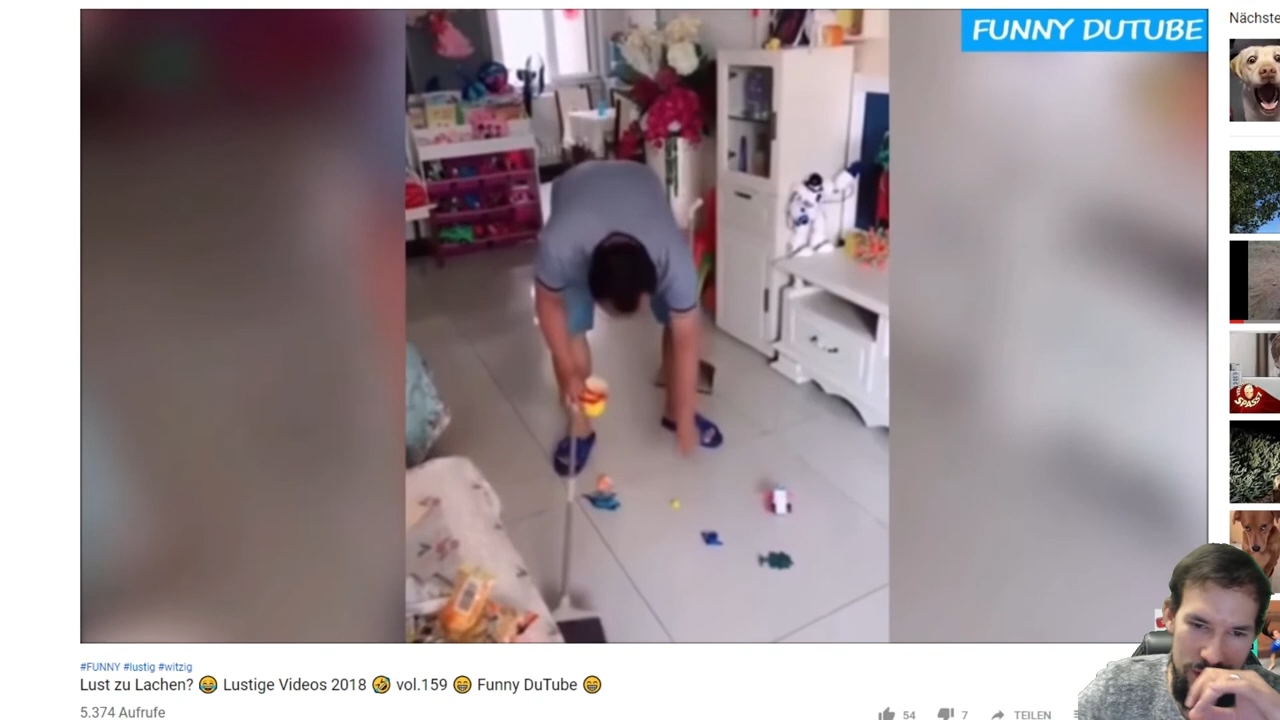 FUNNY DUTUBE
Nächste
SPASST
#FUNNY #lustig #witzig
Lust zu Lachen? 😂 Lustige Videos 2018 🤣 vol.159 😁 Funny DuTube 😁
5.374 Aufrufe
54
7
TEILEN